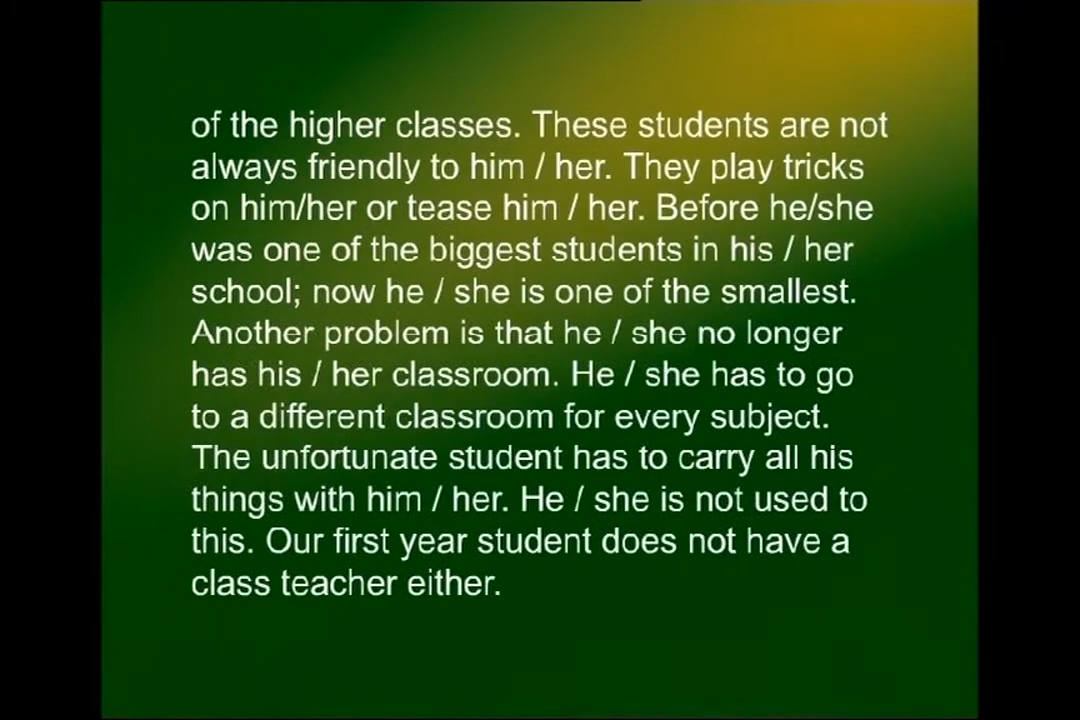 of the higher classes. These students are not
always friendly to him / her. They play tricks
on him/her or tease him / her. Before he/she
was one of the biggest students in his / her
school; now he / she is one of the smallest.
Another problem is that he / she no longer
has his / her classroom. He / she has to go
to a different classroom for every subject.
The unfortunate student has to carry all his
things with him / her. He / she is not used to
this. Our first year student does not have a
class teacher either.